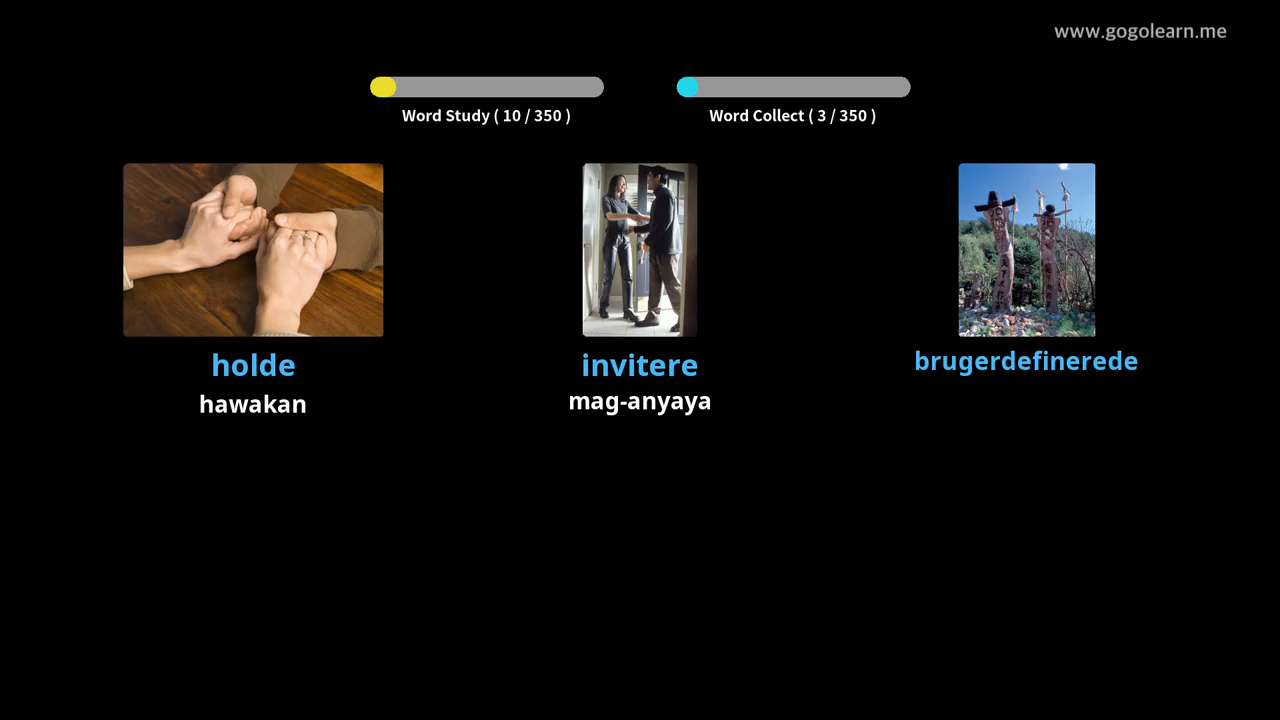 www.gogolearn.me
Word Study ( 10 / 350 )
Word Collect ( 3 / 350 )
holde
hawakan
invitere
mag-anyaya
brugerdefinerede